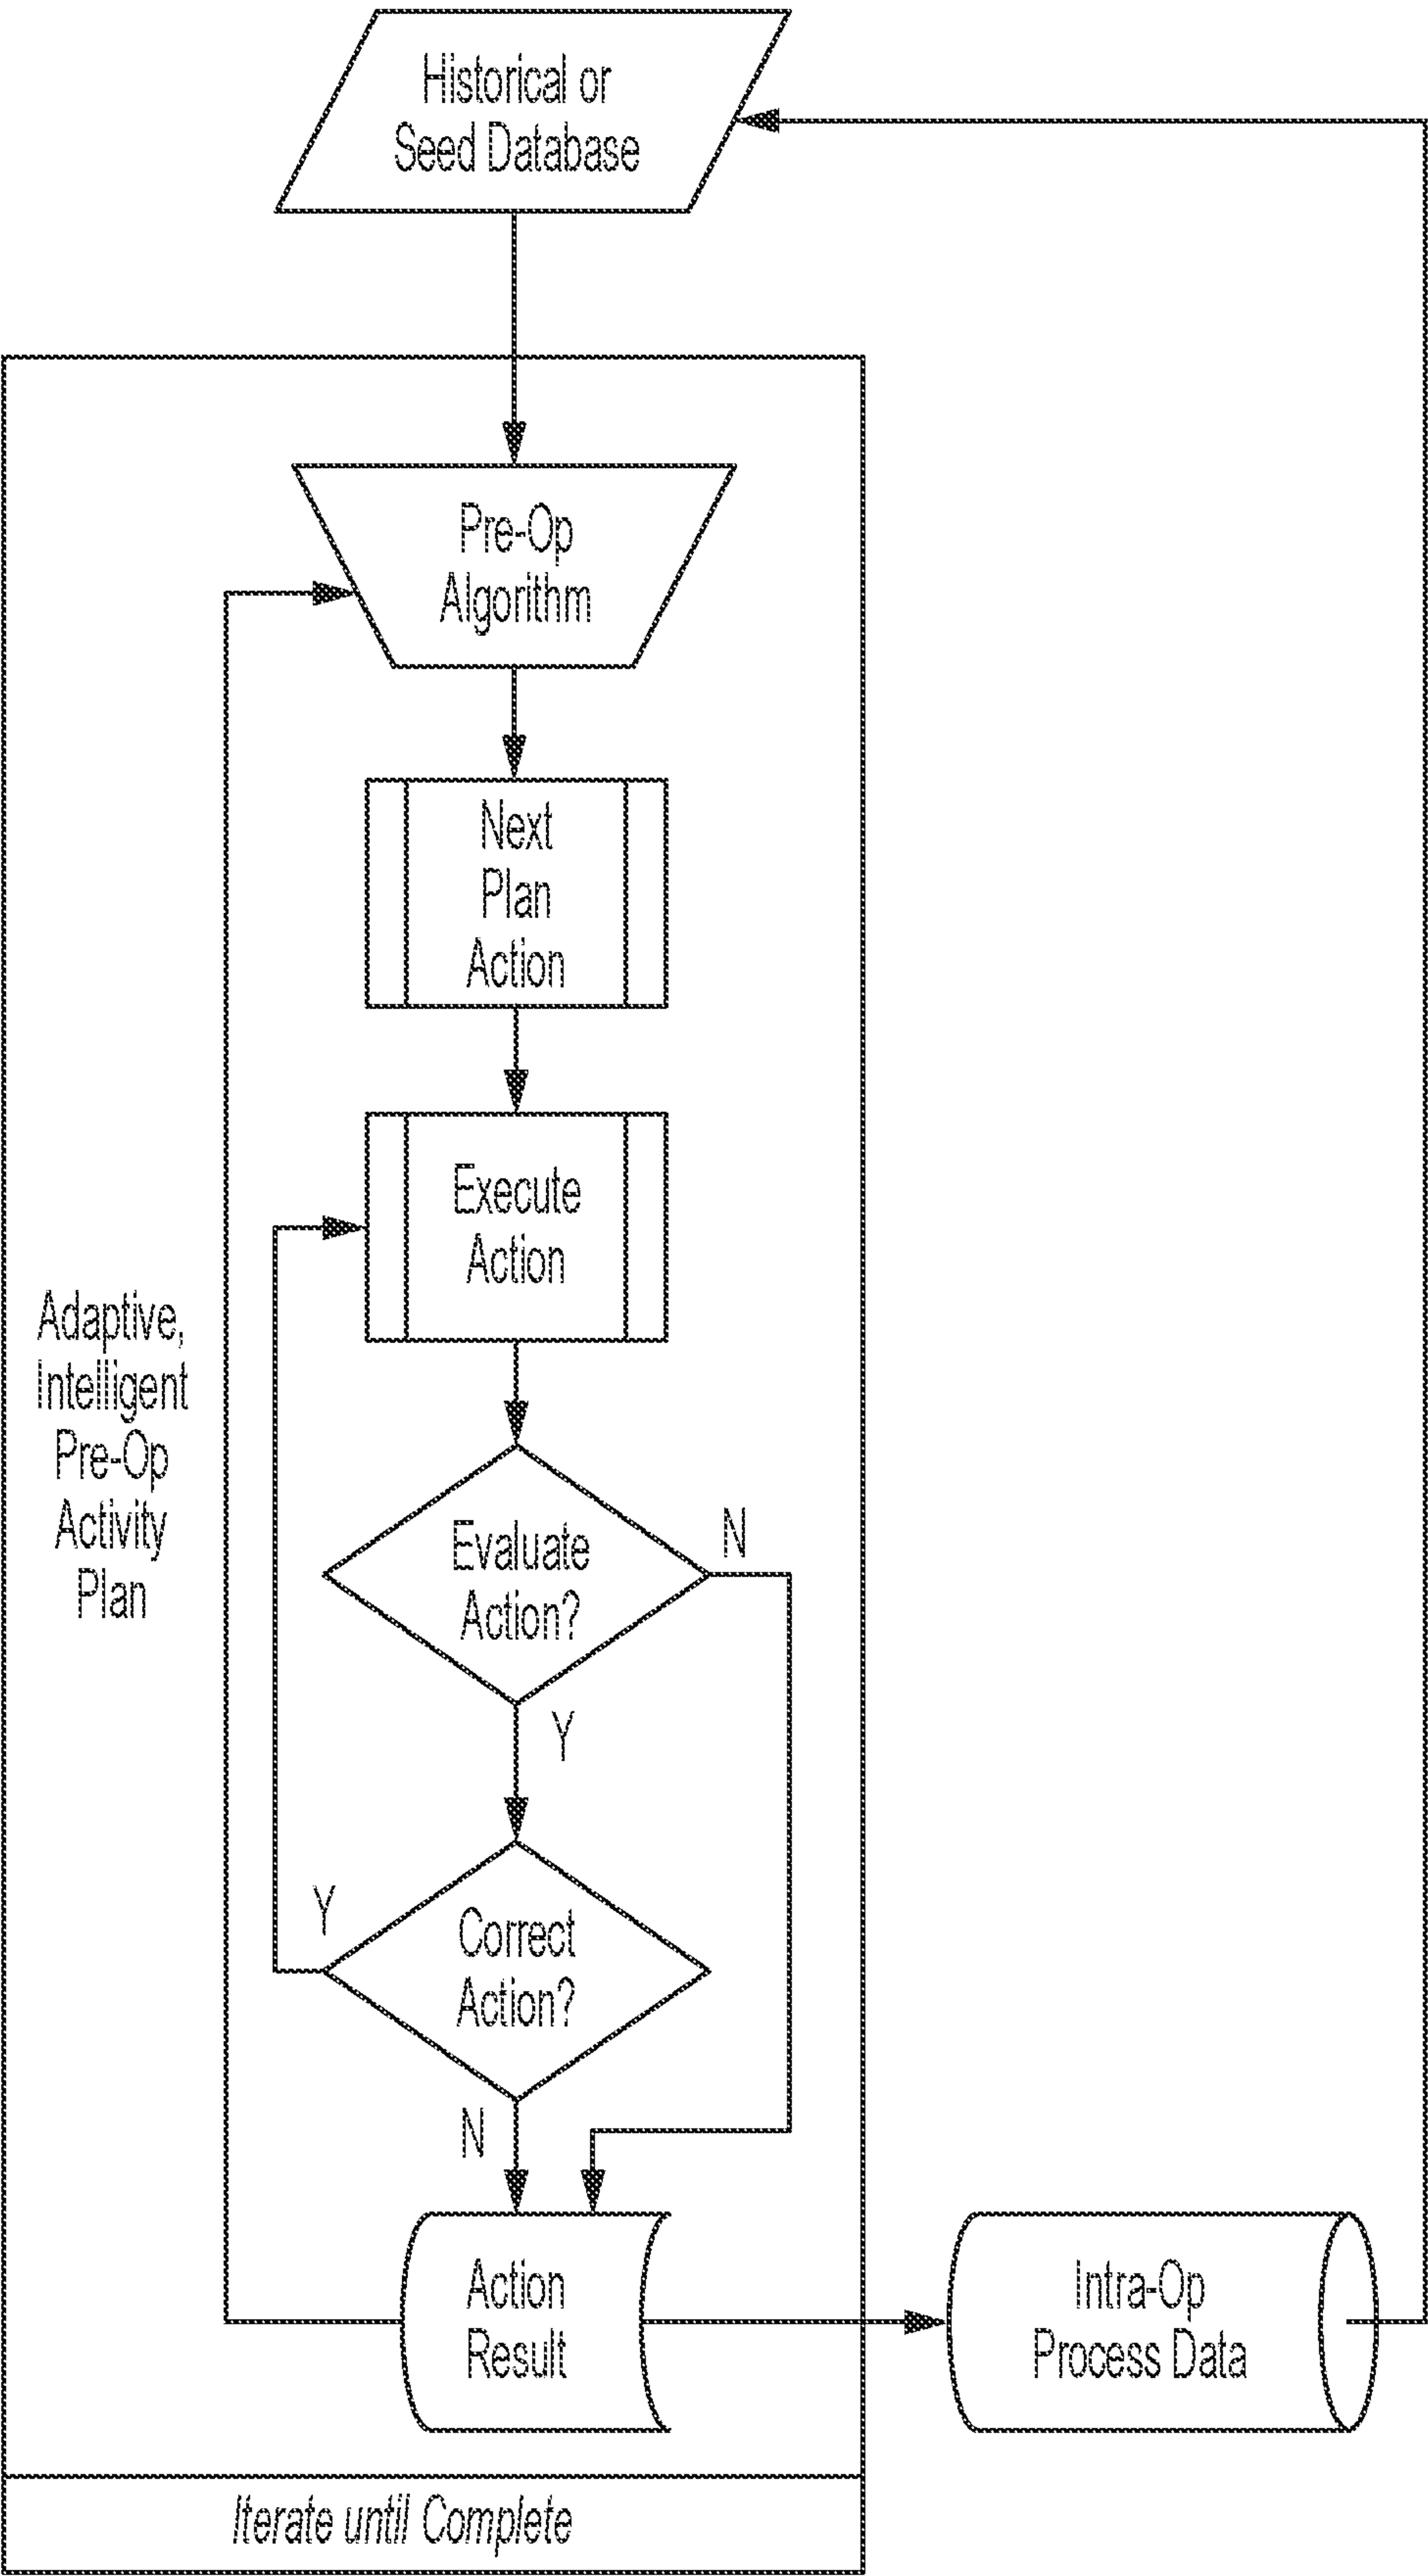 Historical or
Seed Database
Pre-Op
Algorithm
Next
Plan
Action
Execute
Action
Adaptive,
Intelligent
Pre-Op
Activity
Plan
Evaluate
Action?
N
Y
Correct
Action?
Y
N
Action
Result
Intra-Op
Process Data
Iterate until Complete